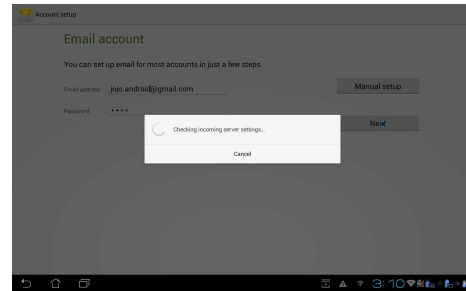 Account setup
Email account
You can set up email for most accounts in just a few steps.
Email address jojo.android@gmail.com
Manual setup
Password ••••
Next
Checking incoming server settings...
Cancel
3:10